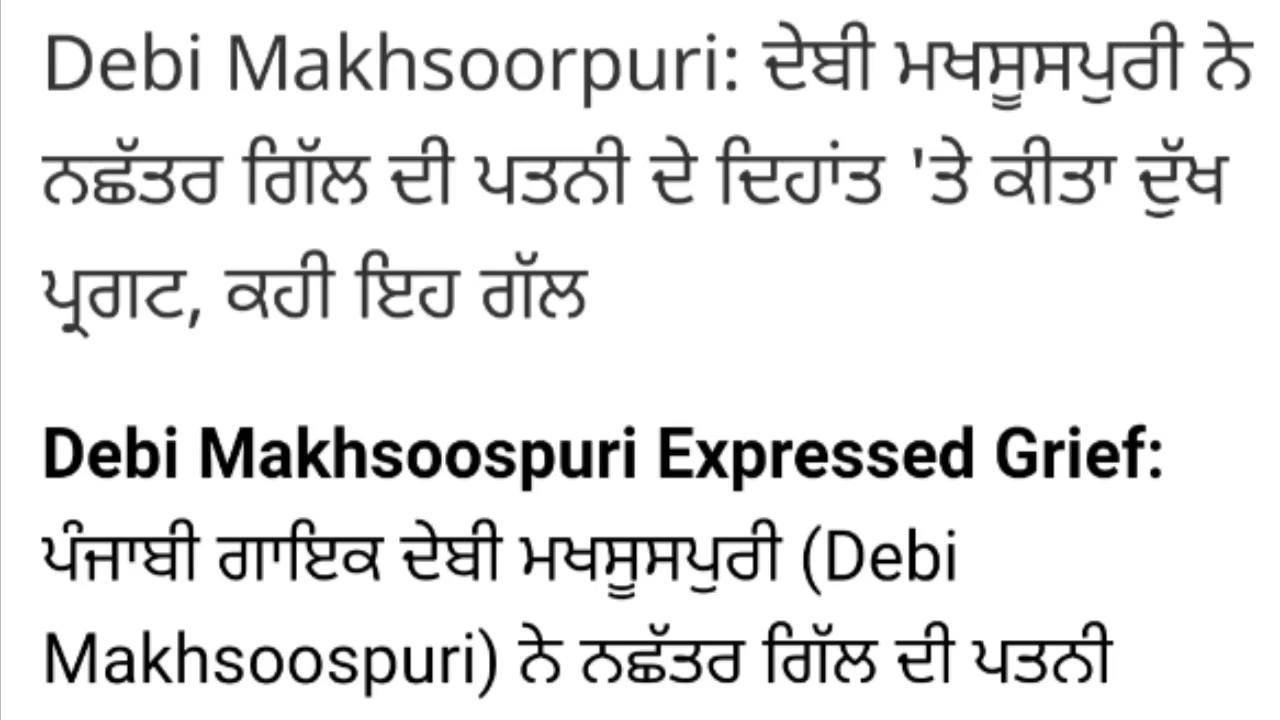 Debi Makhsoorpuri: ਦੇਬੀ ਮਖਸੂਸਪੁਰੀ ਨੇ
ਨਛੱਤਰ ਗਿੱਲ ਦੀ ਪਤਨੀ ਦੇ ਦਿਹਾਂਤ 'ਤੇ ਕੀਤਾ ਦੁੱਖ
ਪ੍ਰਗਟ, ਕਹੀ ਇਹ ਗੱਲ
Debi Makhsoospuri Expressed Grief:
ਪੰਜਾਬੀ ਗਾਇਕ ਦੇਬੀ ਮਖਸੂਸਪੁਰੀ (Debi
Makhsoospuri) ਨੇ ਨਛੱਤਰ ਗਿੱਲ ਦੀ ਪਤਨੀ